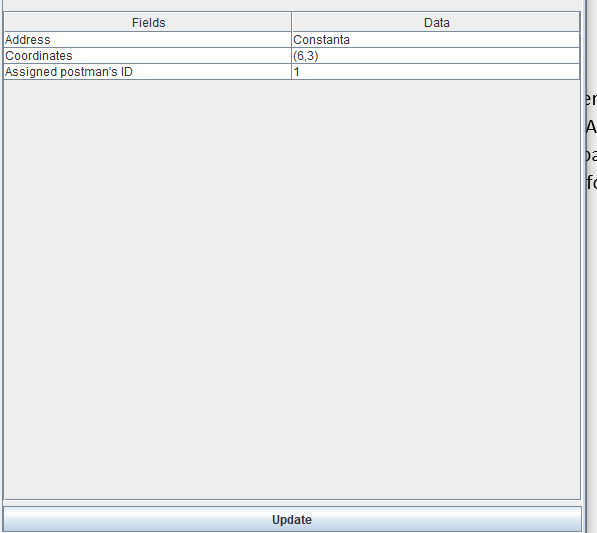 Fields Data
Address Constanta
Coordinates (6,3)
Assigned postman's ID 1
Update